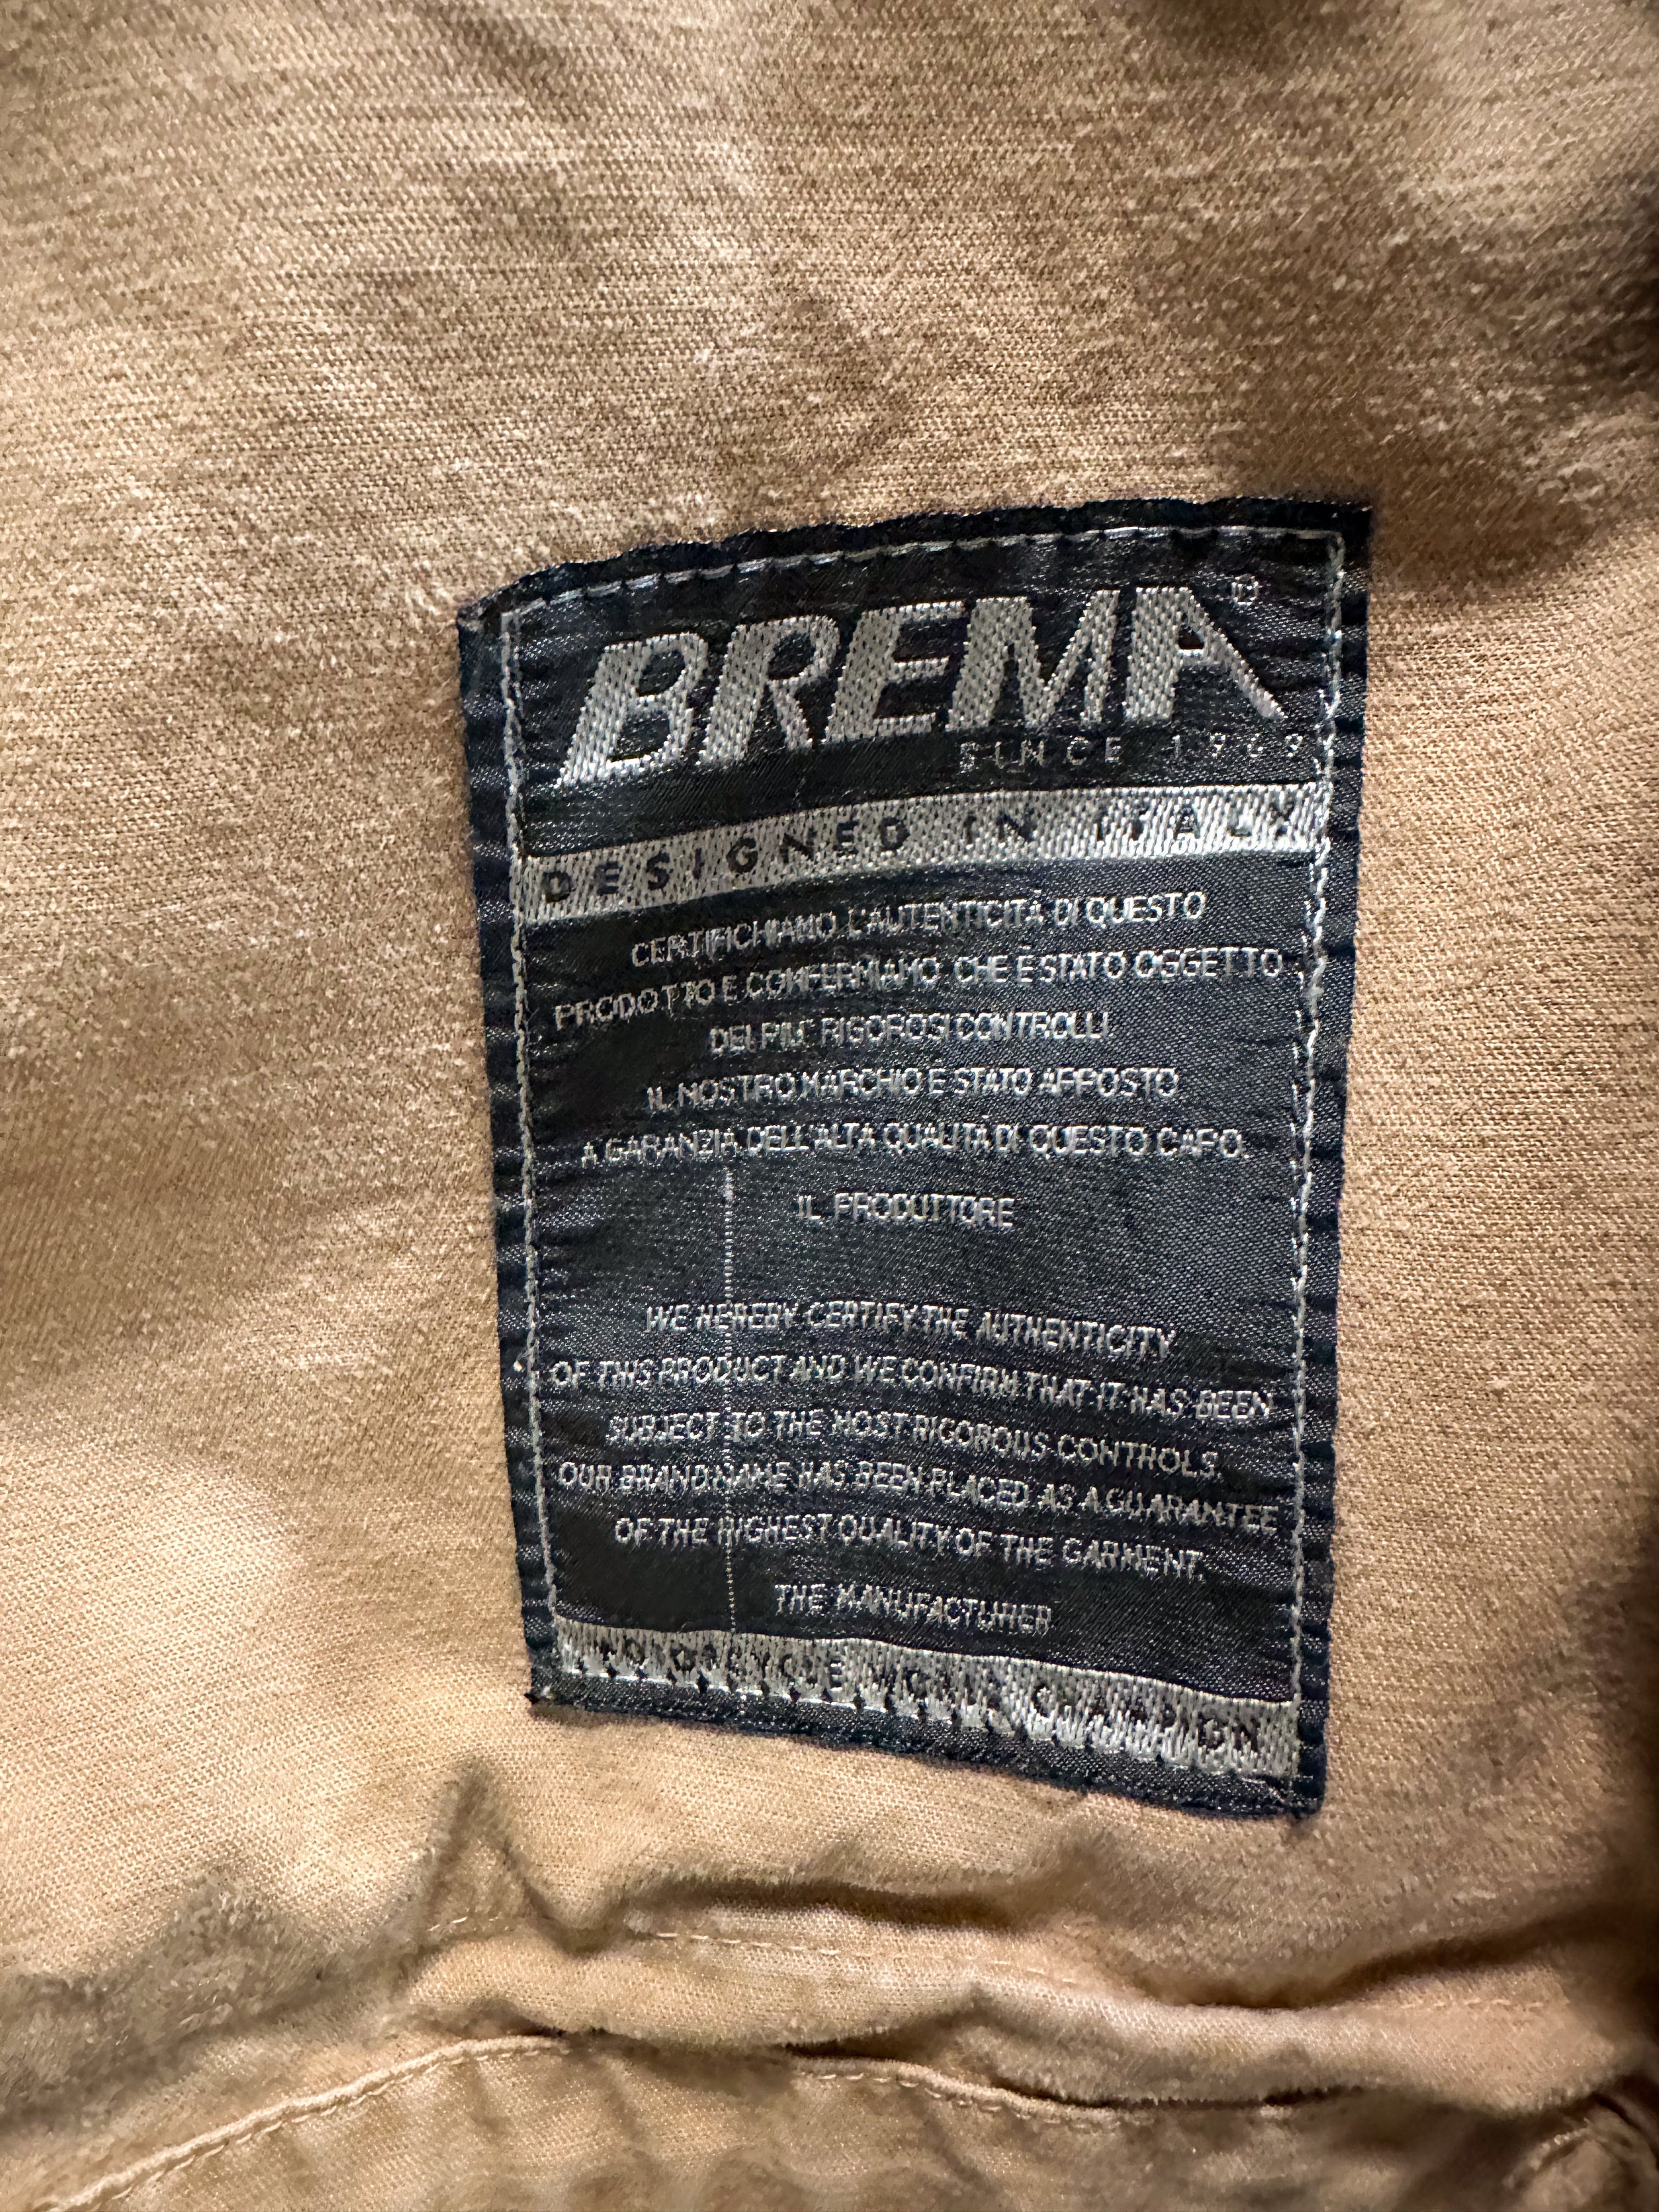 BREMA®
SINCE 1969
DESIGNED IN ITALY
CERTIFICHIAMO L'AUTENTICITÀ DI QUESTO
PRODOTTO E CONFERMIAMO CHE È STATO OGGETTO
DEI PIU' RIGOROSI CONTROLLI
IL NOSTRO MARCHIO È STATO APPOSTO
A GARANZIA DELL'ALTA QUALITÀ DI QUESTO CAPO.
IL PRODUTTORE
WE HEREBY CERTIFY THE AUTHENTICITY
OF THIS PRODUCT AND WE CONFIRM THAT IT HAS BEEN
SUBJECT TO THE MOST RIGOROUS CONTROLS.
OUR BRAND NAME HAS BEEN PLACED AS A GUARANTEE
OF THE HIGHEST QUALITY OF THE GARMENT.
THE MANUFACTURER
CHAMPION